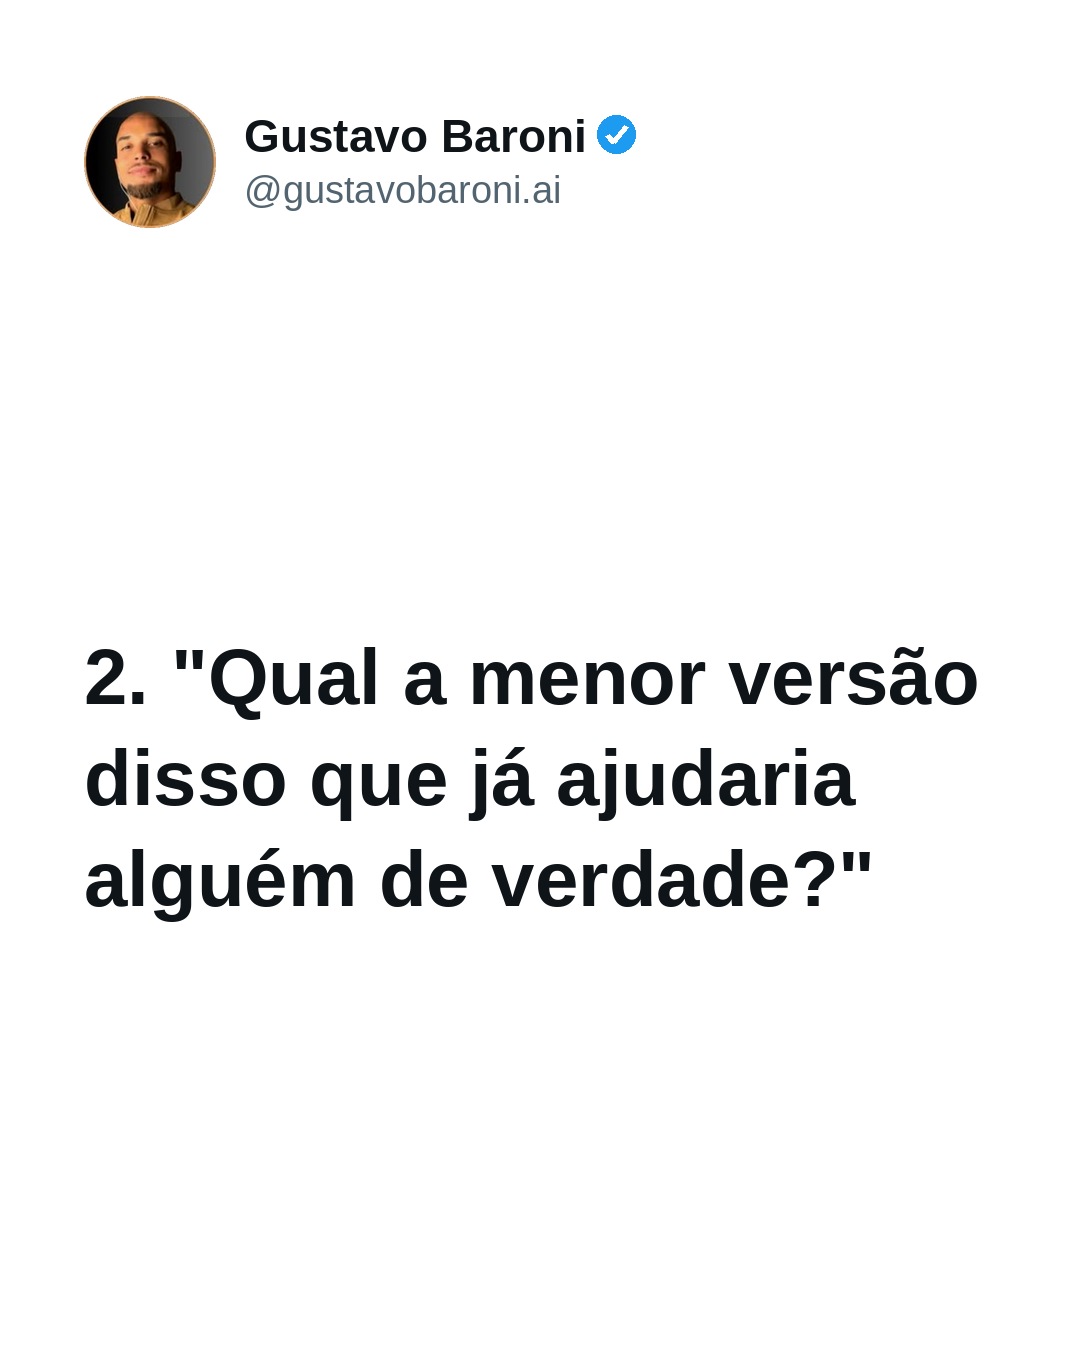 Gustavo Baroni
@gustavobaroni.ai
2. "Qual a menor versão
disso que já ajudaria
alguém de verdade?"